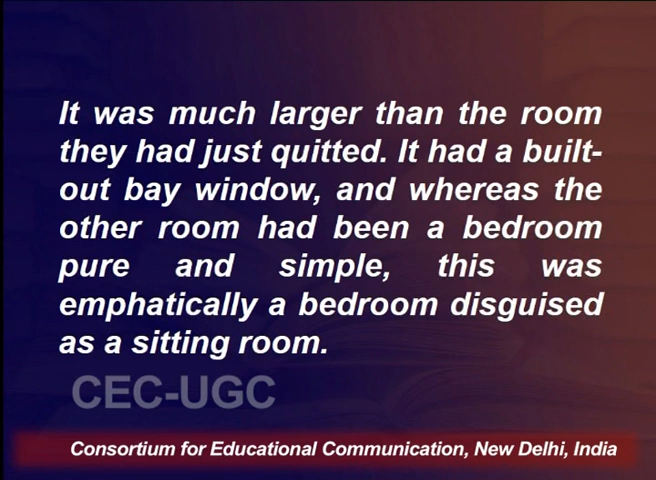 It was much larger than the room
they had just quitted. It had a built-
out bay window, and whereas the
other room had been a bedroom
pure and simple, this was
emphatically a bedroom disguised
as a sitting room.
CEC-UGC
Consortium for Educational Communication, New Delhi, India